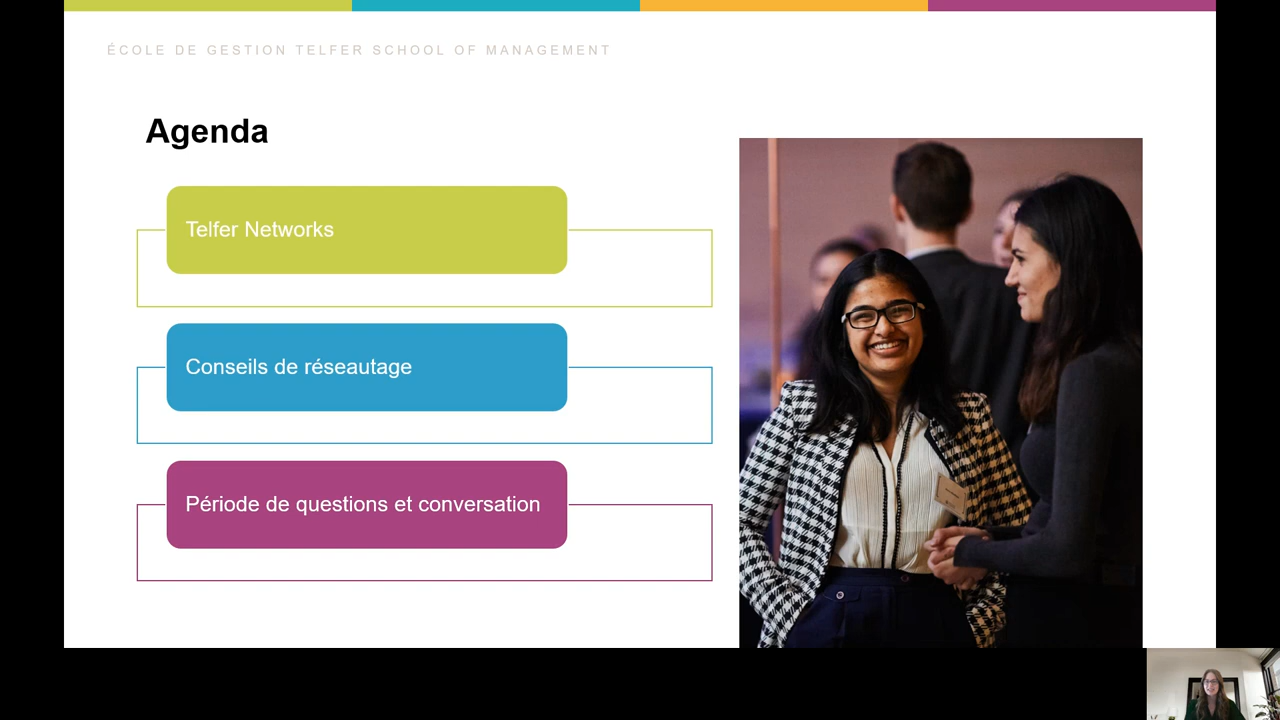 ÉCOLE DE GESTION TELFER SCHOOL OF MANAGEMENT
Agenda
Telfer Networks
Conseils de réseautage
Période de questions et conversation